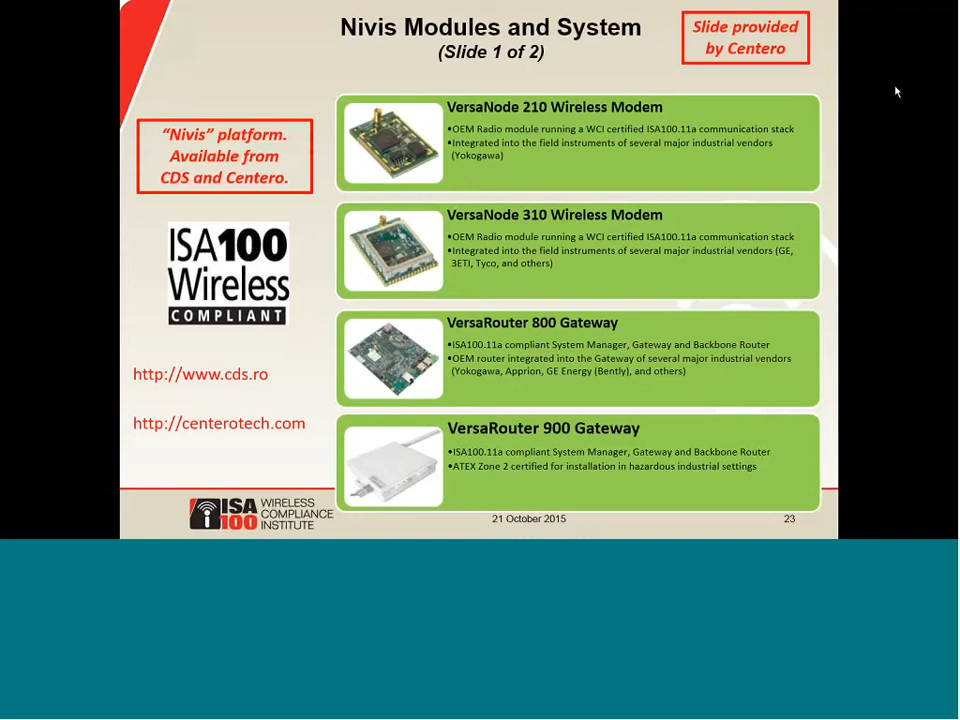 Nivis Modules and System
(Slide 1 of 2)
Slide provided
by Centero
"Nivis" platform.
Available from
CDS and Centero.
ISA100
Wireless
COMPLIANT
http://www.cds.ro
http://centerotech.com
VersaNode 210 Wireless Modem
•OEM Radio module running a WCI certified ISA100.11a communication stack
•Integrated into the field instruments of several major industrial vendors
(Yokogawa)
VersaNode 310 Wireless Modem
•OEM Radio module running a WCI certified ISA100.11a communication stack
•Integrated into the field instruments of several major industrial vendors (GE,
3ETI, Tyco, and others)
VersaRouter 800 Gateway
•ISA100.11a compliant System Manager, Gateway and Backbone Router
•OEM router integrated into the Gateway of several major industrial vendors
(Yokogawa, Apprion, GE Energy (Bently), and others)
VersaRouter 900 Gateway
•ISA100.11a compliant System Manager, Gateway and Backbone Router
•ATEX Zone 2 certified for installation in hazardous industrial settings
ISA
100
WIRELESS
COMPLIANCE
INSTITUTE
21 October 2015
23